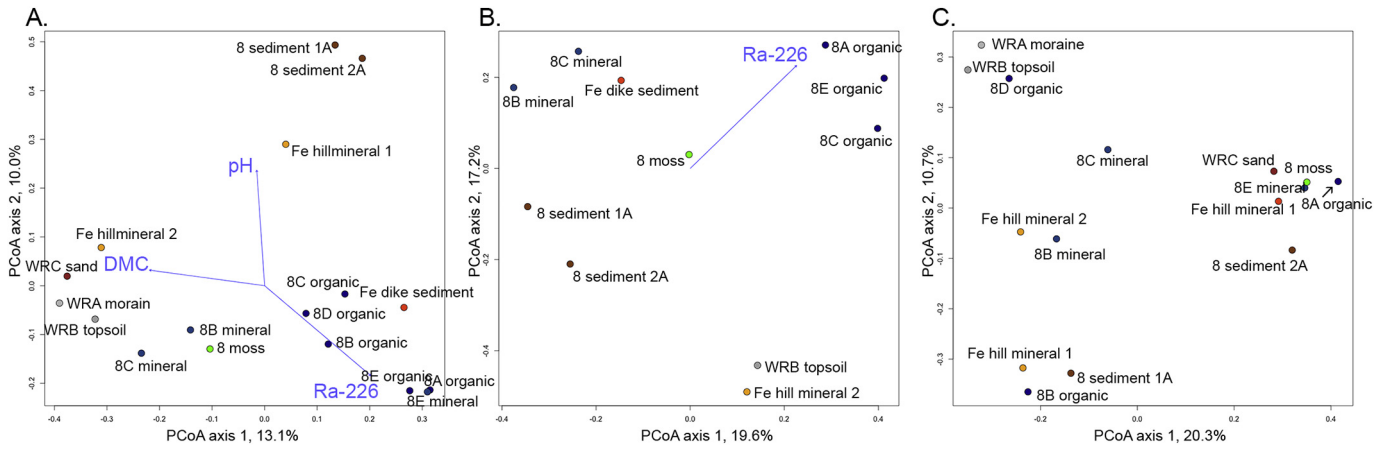 A.
8 sediment 1A
8 sediment 2A
Fe hillmineral 1
pH
Fe hillmineral 2
WRC sand
DMC
WRA morain
WRB topsoil
8C organic
Fe dike sediment
8D organic
8B mineral
8 moss
8B organic
8C mineral
8E organic
8A organic
Ra-226
8E mineral
PCoA axis 2, 10.0%
0.5
0.4
0.3
0.2
0.1
0.0
-0.1
-0.2
-0.4
-0.3
-0.2
-0.1
0.0
0.1
0.2
0.3
PCoA axis 1, 13.1%
B.
8C mineral
Ra-226
8A organic
Fe dike sediment
8E organic
8B mineral
8C organic
8 moss
8 sediment 1A
8 sediment 2A
WRB topsoil
Fe hill mineral 2
PCoA axis 2, 17.2%
0.2
0.0
-0.2
-0.4
-0.4
-0.2
0.0
0.2
0.4
PCoA axis 1, 19.6%
C.
WRA moraine
WRB topsoil
8D organic
8C mineral
WRC sand
8 moss
8E mineral
8A organic
Fe hill mineral 1
Fe hill mineral 2
8B mineral
8 sediment 2A
Fe hill mineral 1
8 sediment 1A
8B organic
PCoA axis 2, 10.7%
0.3
0.2
0.1
0.0
-0.1
-0.2
-0.3
-0.2
0.0
0.2
0.4
PCoA axis 1, 20.3%